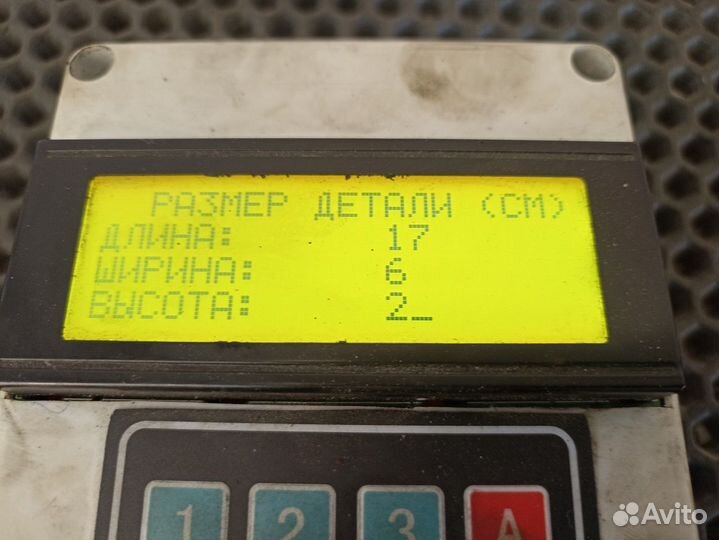 РАЗМЕР ДЕТАЛИ (СМ)
ДЛИНА: 17
ШИРИНА: 6
ВЫСОТА: 2_
1 2 3 A
Avito